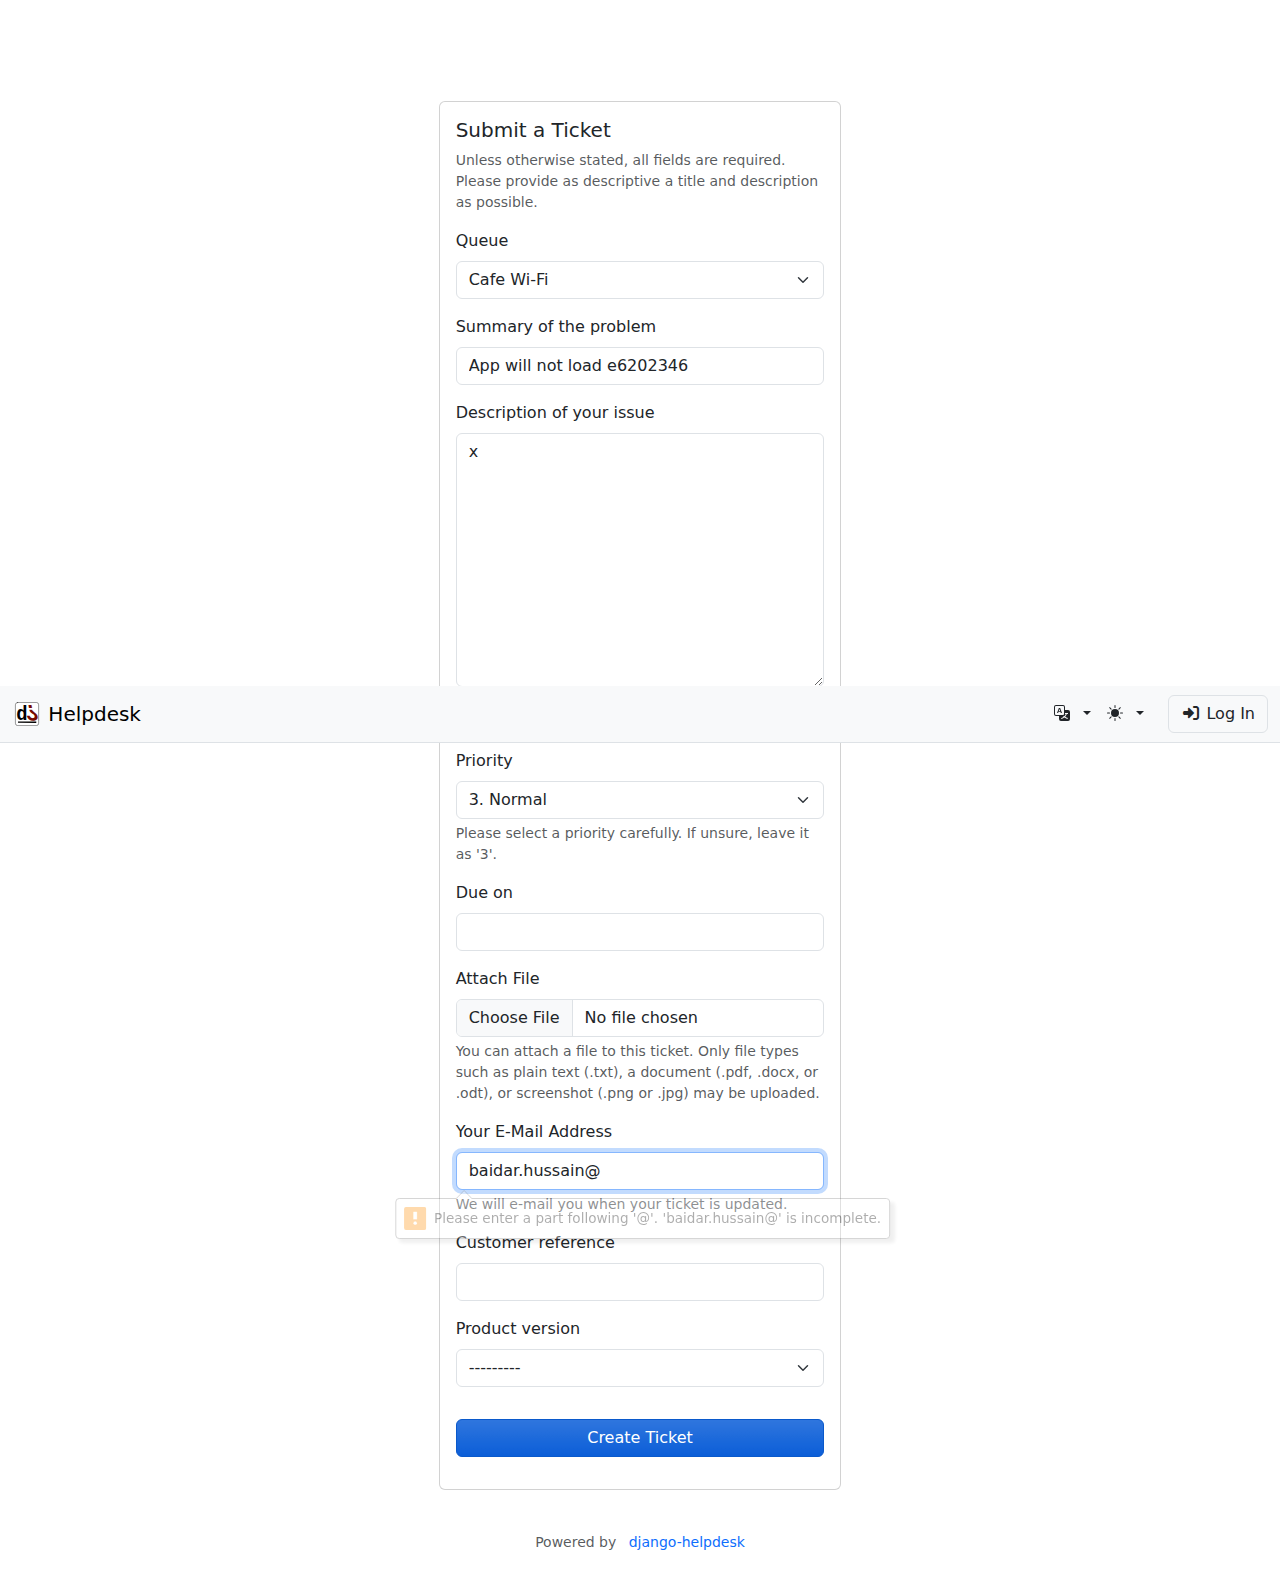 Submit a Ticket
Unless otherwise stated, all fields are required.
Please provide as descriptive a title and description
as possible.
Queue
Cafe Wi-Fi
Summary of the problem
App will not load e6202346
Description of your issue
x
Helpdesk
Log In
Priority
3. Normal
Please select a priority carefully. If unsure, leave it
as '3'.
Due on
Attach File
Choose File No file chosen
You can attach a file to this ticket. Only file types
such as plain text (.txt), a document (.pdf, .docx, or
.odt), or screenshot (.png or .jpg) may be uploaded.
Your E-Mail Address
baidar.hussain@
We will e-mail you when your ticket is updated.
Please enter a part following '@'. 'baidar.hussain@' is incomplete.
Customer reference
Product version
---------
Create Ticket
Powered by django-helpdesk